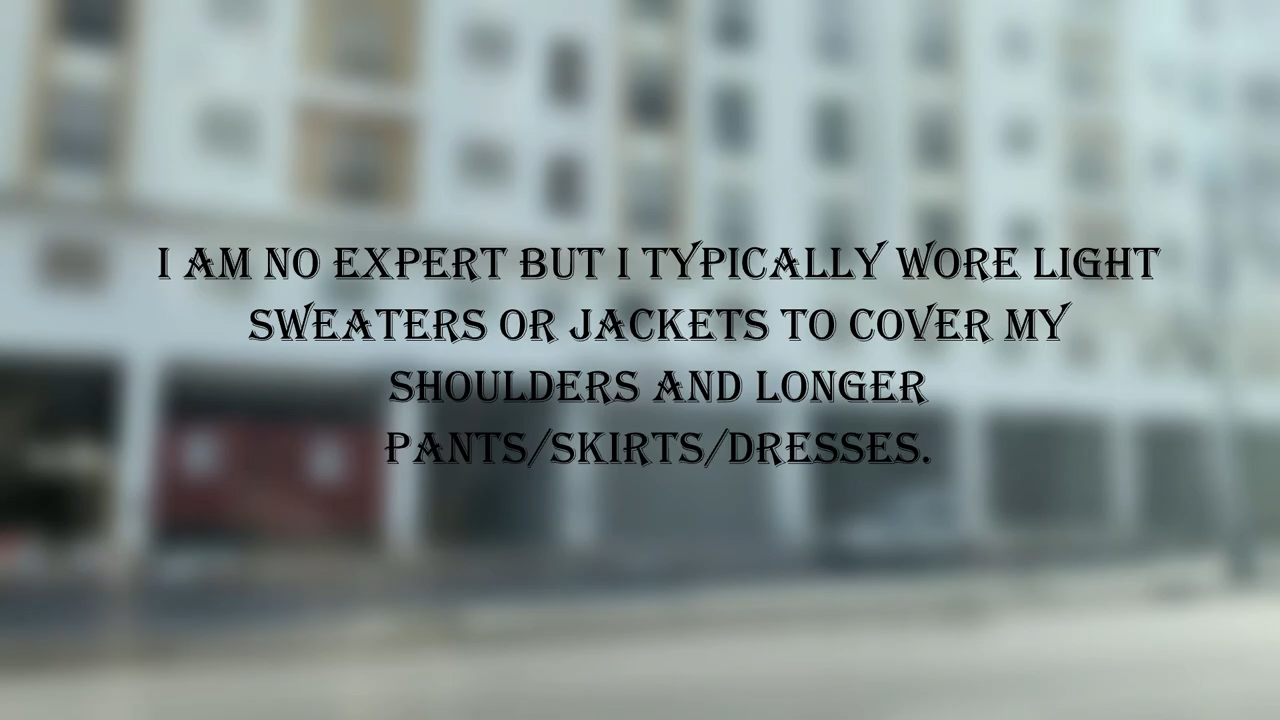 I AM NO EXPERT BUT I TYPICALLY WORE LIGHT
SWEATERS OR JACKETS TO COVER MY
SHOULDERS AND LONGER
PANTS/SKIRTS/DRESSES.